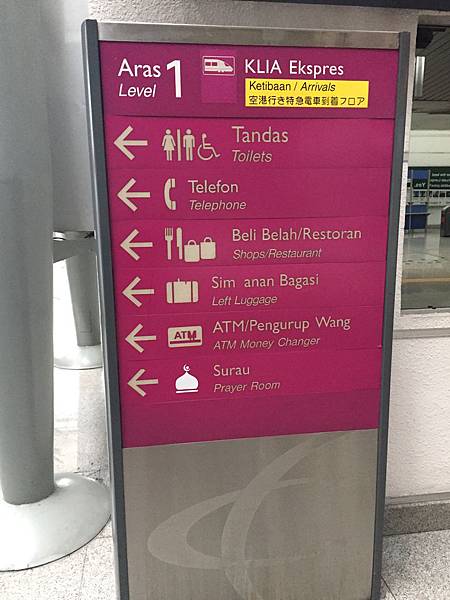 Aras 1 KLIA Ekspres
Level
Ketibaan / Arrivals
空港行き特急電車到着フロア
Tandas
Toilets
Telefon
Telephone
Beli Belah/Restoran
Shops/Restaurant
Sim anan Bagasi
Left Luggage
ATM
ATM/Pengurup Wang
ATM Money Changer
Surau
Prayer Room